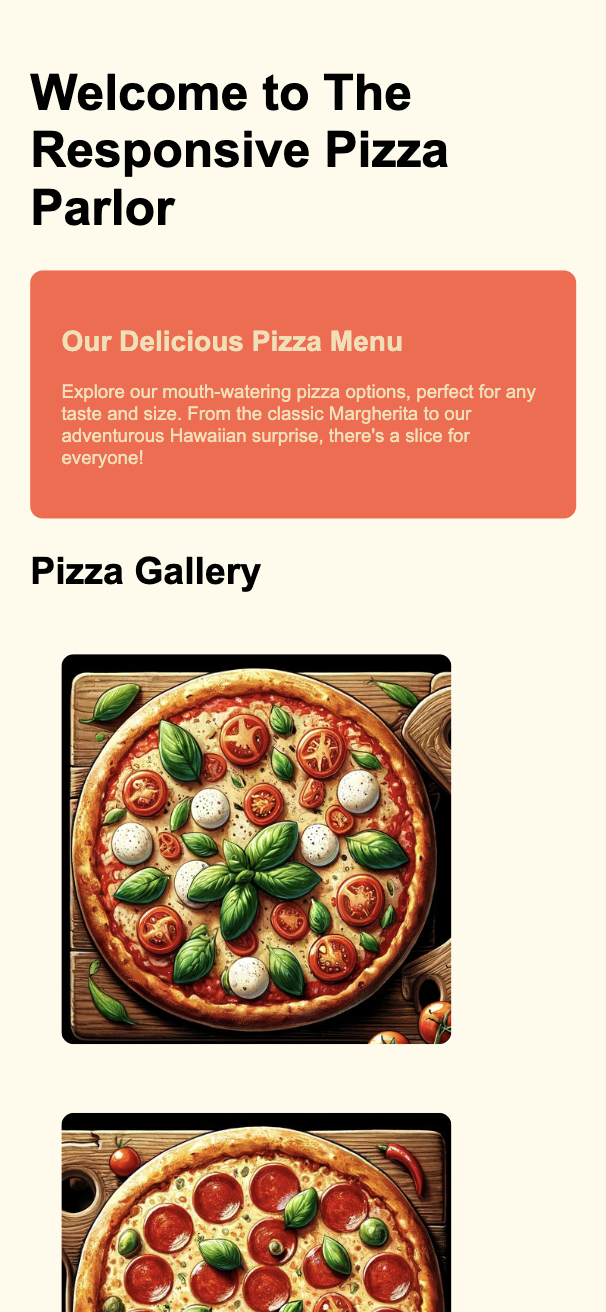 Welcome to The
Responsive Pizza
Parlor
Our Delicious Pizza Menu
Explore our mouth-watering pizza options, perfect for any
taste and size. From the classic Margherita to our
adventurous Hawaiian surprise, there's a slice for
everyone!
Pizza Gallery